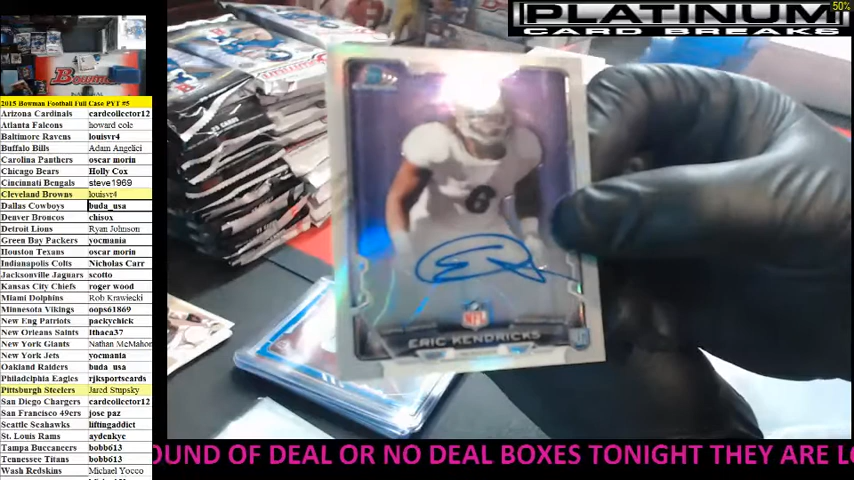 50%
PLATINUM
CARD BREAKS
Bowman
2015 Bowman Football Full Case PYT #5
Arizona Cardinals cardcollector12
Atlanta Falcons howard cole
Baltimore Ravens louisvr4
Buffalo Bills Adam Angelici
Carolina Panthers oscar morin
Chicago Bears Holly Cox
Cincinnati Bengals steve1969
Cleveland Browns louisvr4
Dallas Cowboys buda_usa
Denver Broncos chisox
Detroit Lions Ryan Johnson
Green Bay Packers yocmania
Houston Texans oscar morin
Indianapolis Colts Nicholas Carr
Jacksonville Jaguars scotto
Kansas City Chiefs roger wood
Miami Dolphins Rob Krawiecki
Minnesota Vikings oops61869
New Eng Patriots packychick
New Orleans Saints Ithaca37
New York Giants Nathan McMahon
New York Jets yocmania
Oakland Raiders buda_usa
Philadelphia Eagles rjksportscards
Pittsburgh Steelers Jared Stupsky
San Diego Chargers cardcollector12
San Francisco 49ers jose paz
Seattle Seahawks liftingaddict
St. Louis Rams aydenkye
Tampa Buccaneers bobb613
Tennessee Titans bobb613
Wash Redskins Michael Yocco
6
NFL
ERIC KENDRICKS
OUND OF DEAL OR NO DEAL BOXES TONIGHT THEY ARE LO